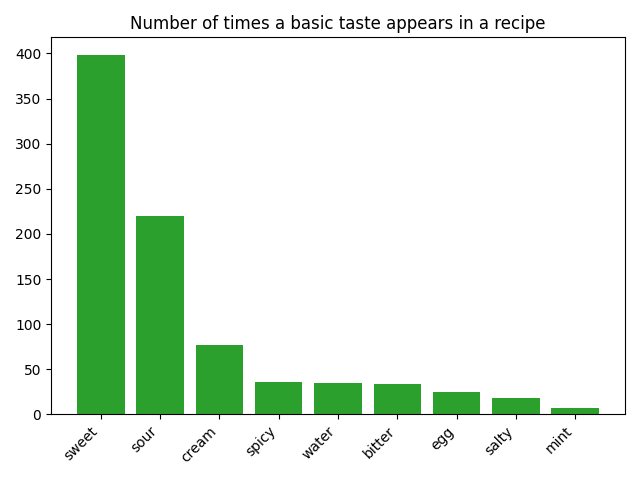 Number of times a basic taste appears in a recipe
400
350
300
250
200
150
100
50
0
sweet
sour
cream
spicy
water
bitter
egg
salty
mint